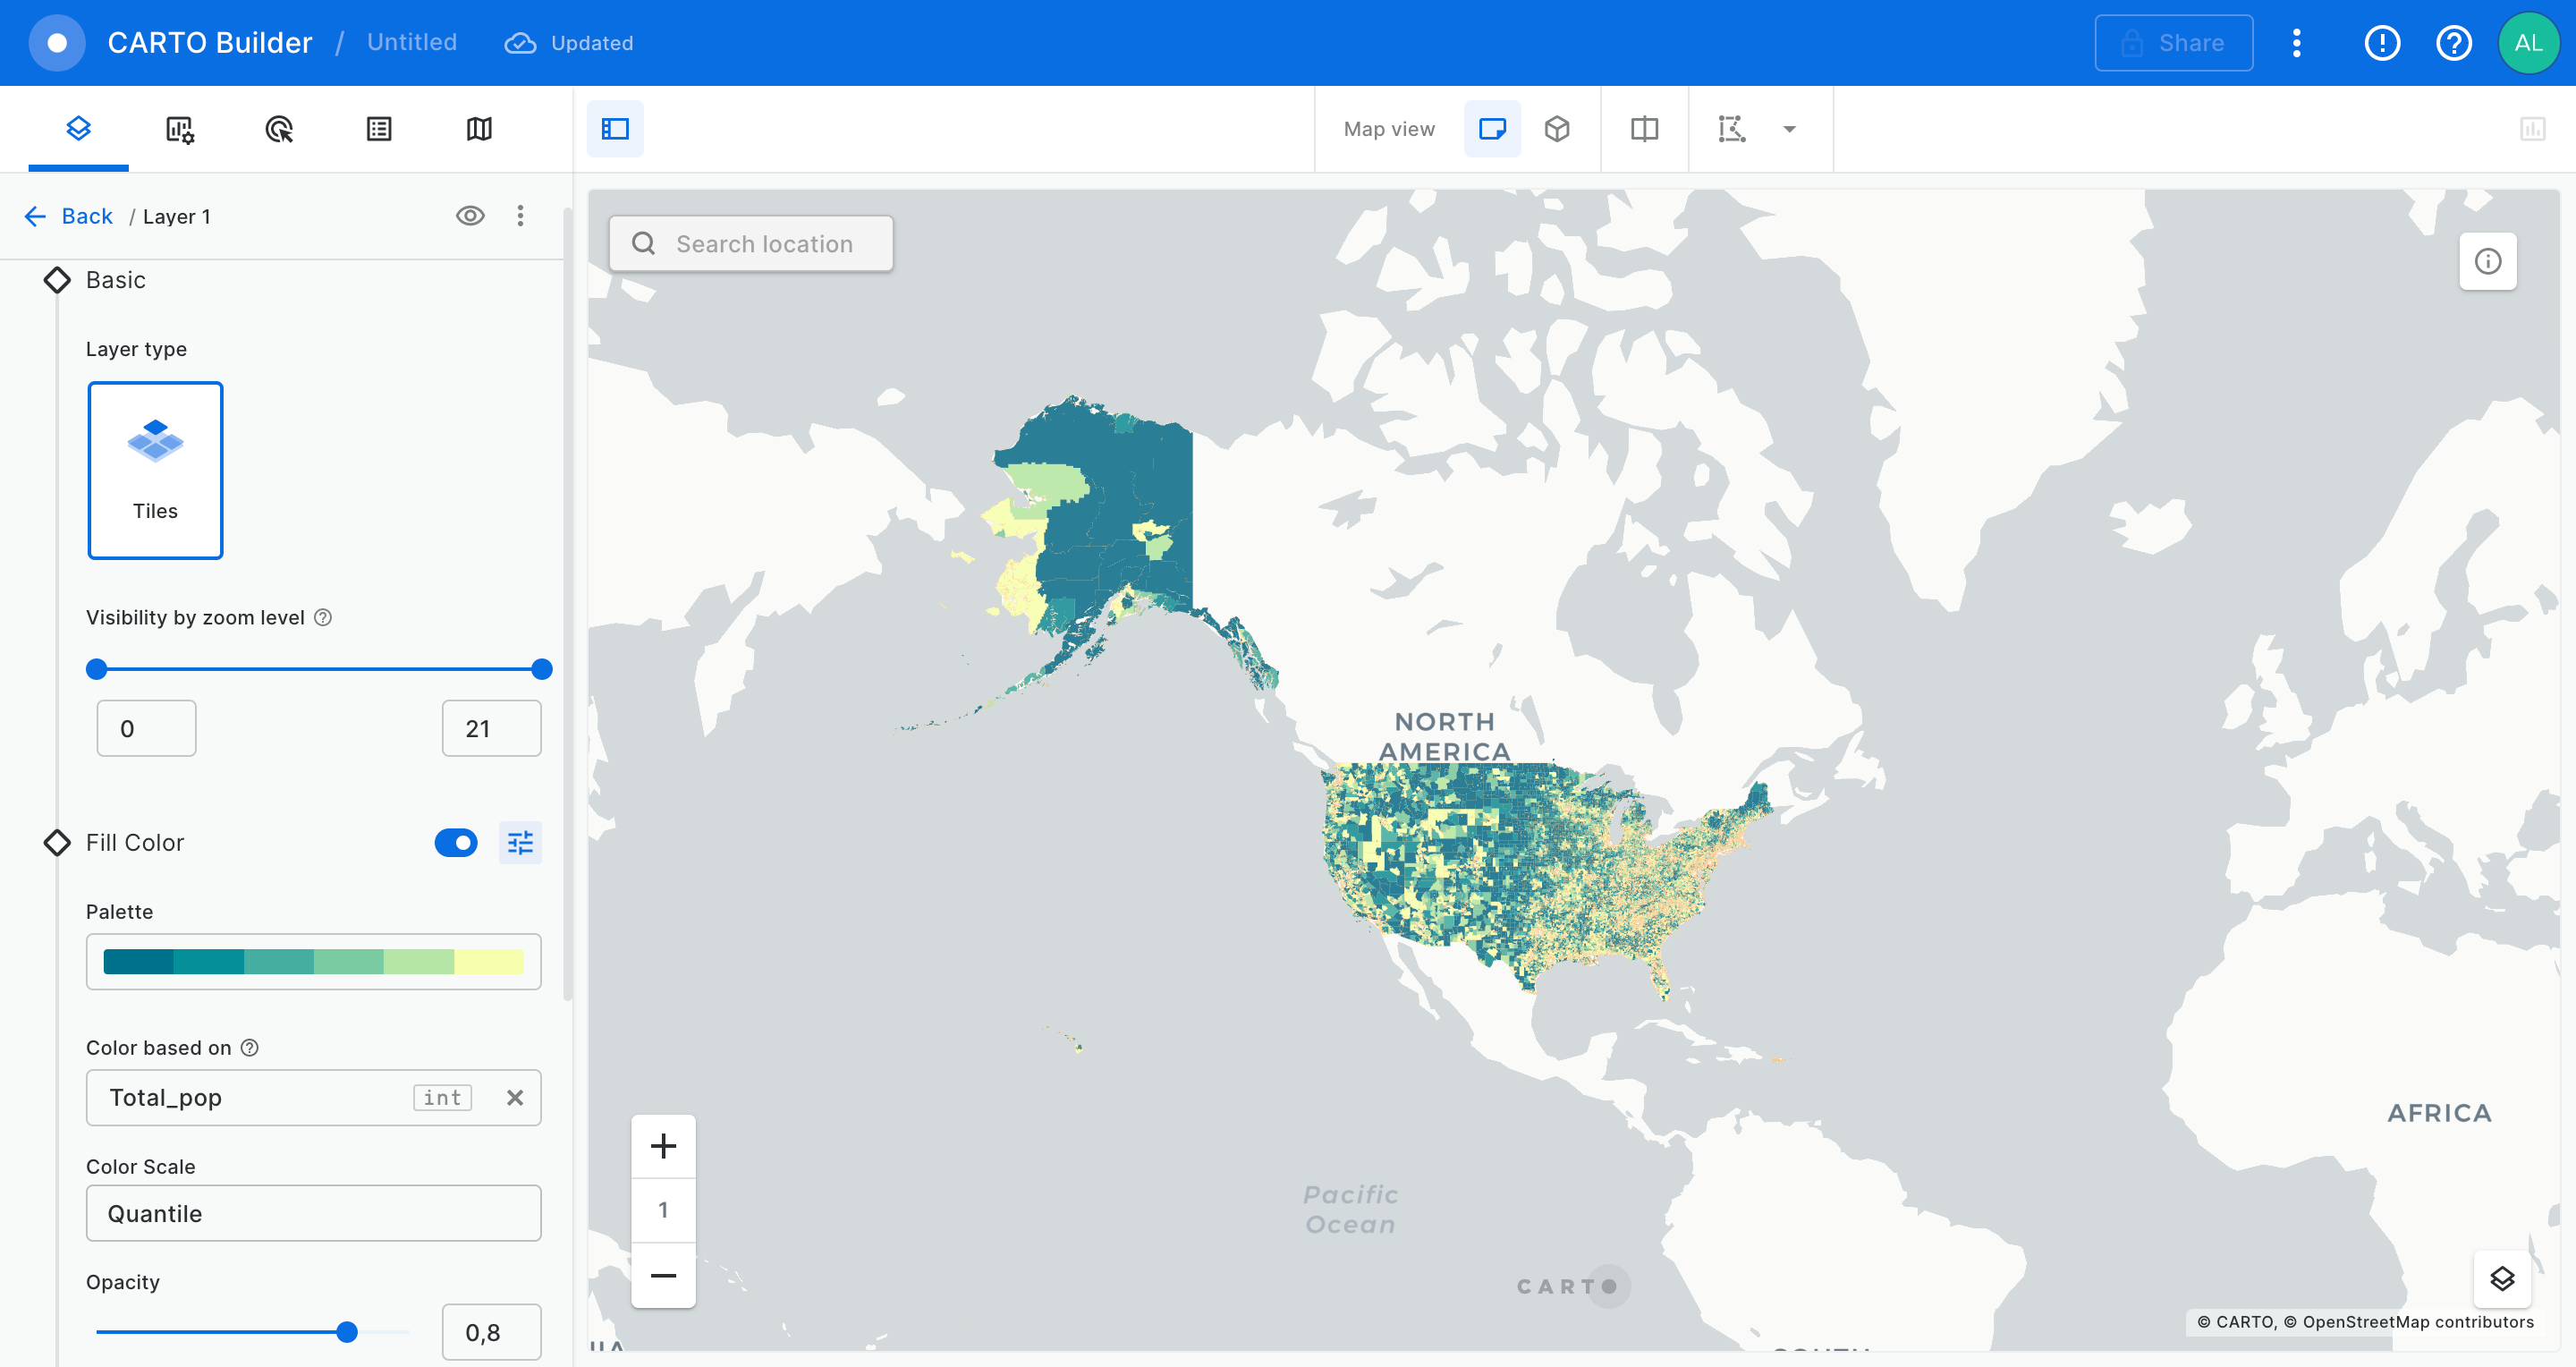 CARTO Builder / Untitled Updated Share AL
Map view
Back / Layer 1
Search location
Basic
Layer type
Tiles
Visibility by zoom level
0 21
NORTH
AMERICA
Fill Color
Palette
Color based on
Total_pop int
AFRICA
Color Scale
Quantile
1
Pacific
Ocean
Opacity
CARTO
0,8
© CARTO, © OpenStreetMap contributors